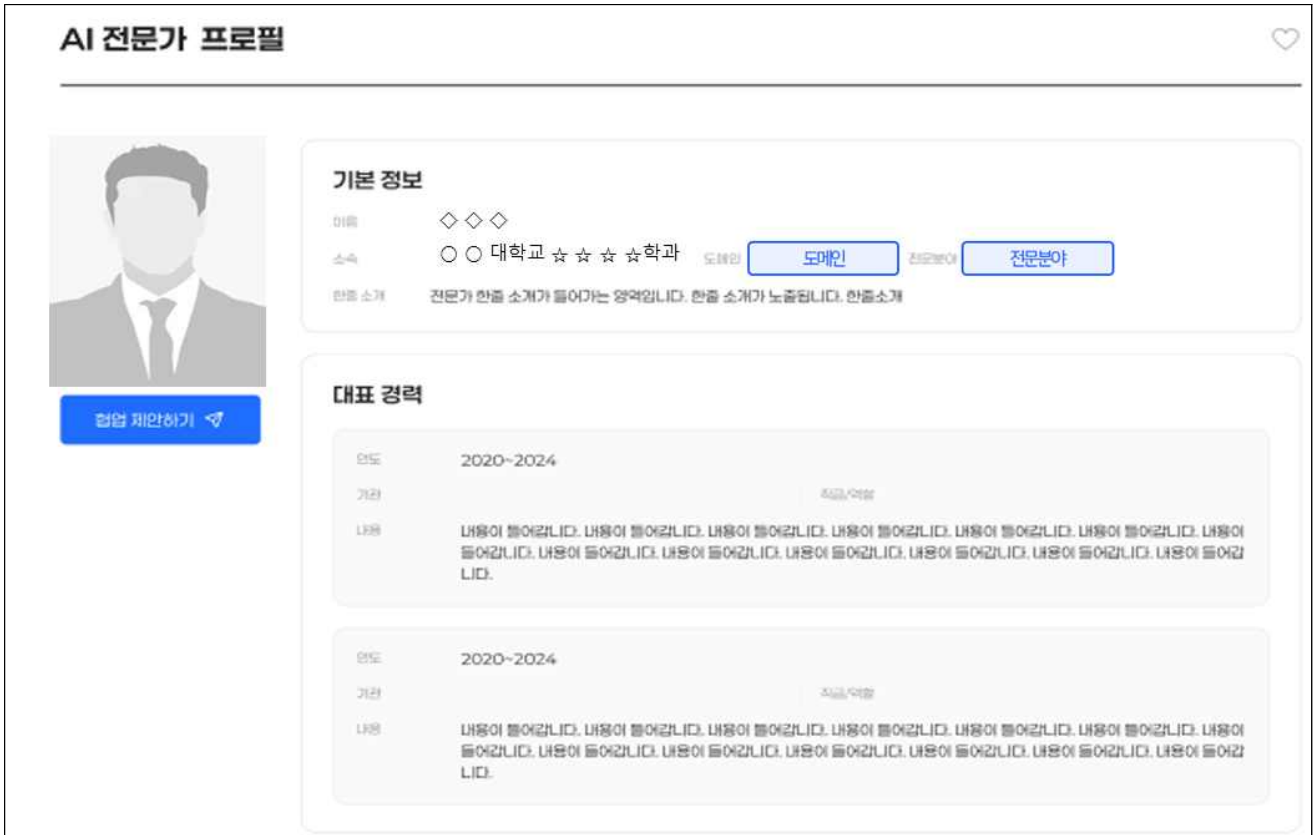 AI 전문가 프로필
기본 정보
이름 ◇ ◇ ◇
소속 ○ ○ 대학교 ☆ ☆ ☆ ☆학과 도메인 도메인 전문분야 전문분야
한줄 소개 전문가 한줄 소개가 들어가는 영역입니다. 한줄 소개가 노출됩니다. 한줄소개
협업 제안하기
대표 경력
연도 2020~2024
기관 직급/역할
내용 내용이 들어갑니다. 내용이 들어갑니다. 내용이 들어갑니다. 내용이 들어갑니다. 내용이 들어갑니다. 내용이 들어갑니다. 내용이
들어갑니다. 내용이 들어갑니다. 내용이 들어갑니다. 내용이 들어갑니다. 내용이 들어갑니다. 내용이 들어갑니다. 내용이 들어갑
니다.
연도 2020~2024
기관 직급/역할
내용 내용이 들어갑니다. 내용이 들어갑니다. 내용이 들어갑니다. 내용이 들어갑니다. 내용이 들어갑니다. 내용이 들어갑니다. 내용이
들어갑니다. 내용이 들어갑니다. 내용이 들어갑니다. 내용이 들어갑니다. 내용이 들어갑니다. 내용이 들어갑니다. 내용이 들어갑
니다.